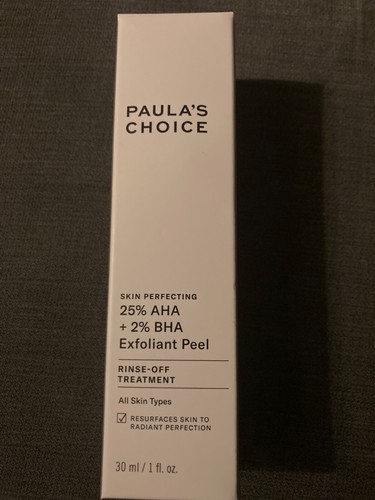 PAULA'S
CHOICE
SKIN PERFECTING
25% AHA
+ 2% BHA
Exfoliant Peel
RINSE-OFF
TREATMENT
All Skin Types
RESURFACES SKIN TO
RADIANT PERFECTION
30 ml / 1 fl. oz.